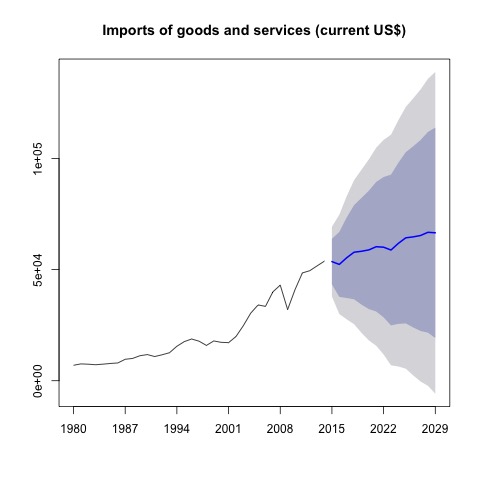 Imports of goods and services (current US$)
1e+05
5e+04
0e+00
1980 1987 1994 2001 2008 2015 2022 2029